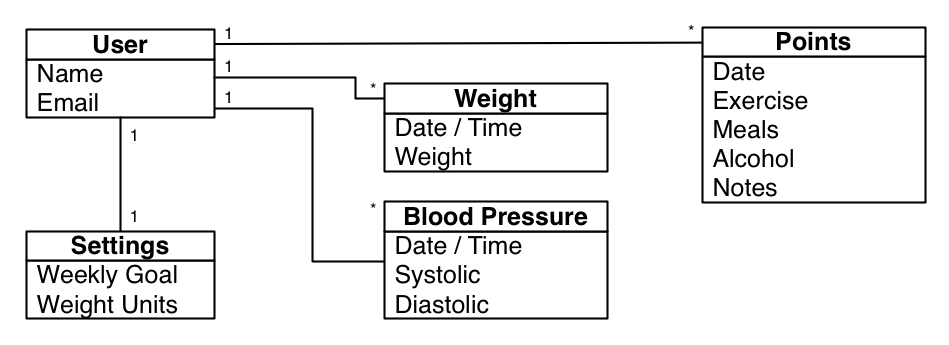 User
Name
Email
1
*
1
*
1
*
1
1
Points
Date
Exercise
Meals
Alcohol
Notes
Weight
Date / Time
Weight
Blood Pressure
Date / Time
Systolic
Diastolic
Settings
Weekly Goal
Weight Units